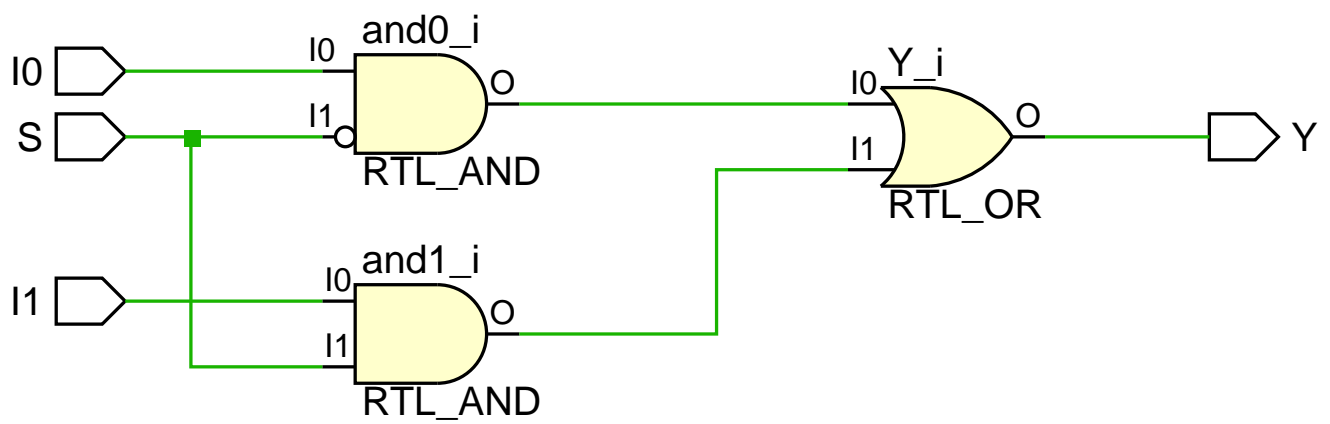 and0_i
I0
I0
O
Y_i
I0
S
I1
O
Y
I1
RTL_AND
RTL_OR
and1_i
I1
I0
O
I1
RTL_AND